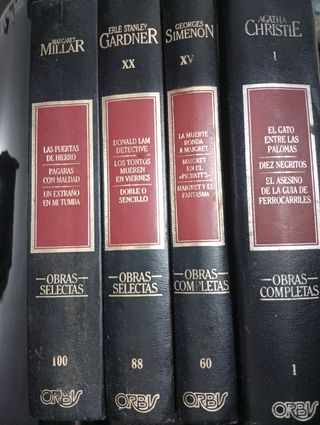 MARGARET
MILLAR
LAS PUERTAS
DE HIERRO
PAGARAS
CON MALDAD
UN EXTRAÑO
EN MI TUMBA
OBRAS
SELECTAS
100
ORBIS
ERLE STANLEY
GARDNER
XX
DONALD LAM
DETECTIVE
LOS TONTOS
MUEREN
EN VIERNES
DOBLE O
SENCILLO
OBRAS
SELECTAS
88
ORBIS
GEORGES
SIMENON
XV
LA MUERTE
RONDA
A MAIGRET
MAIGRET
EN EL
«PICRATT'S»
MAIGRET Y EL
FANTASMA
OBRAS
COMPLETAS
60
ORBIS
AGATHA
CHRISTIE
1
EL GATO
ENTRE LAS
PALOMAS
DIEZ NEGRITOS
EL ASESINO
DE LA GUIA DE
FERROCARRILES
OBRAS
COMPLETAS
1
ORBIS